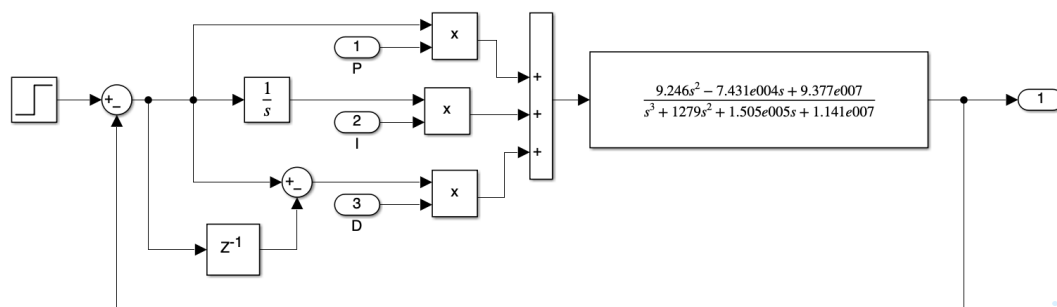 x
1
P
+
–
1
s
x
2
I
+
+
+
9.246s² − 7.431e004s + 9.377e007
s³ + 1279s² + 1.505e005s + 1.141e007
1
+
–
x
3
D
Z⁻¹